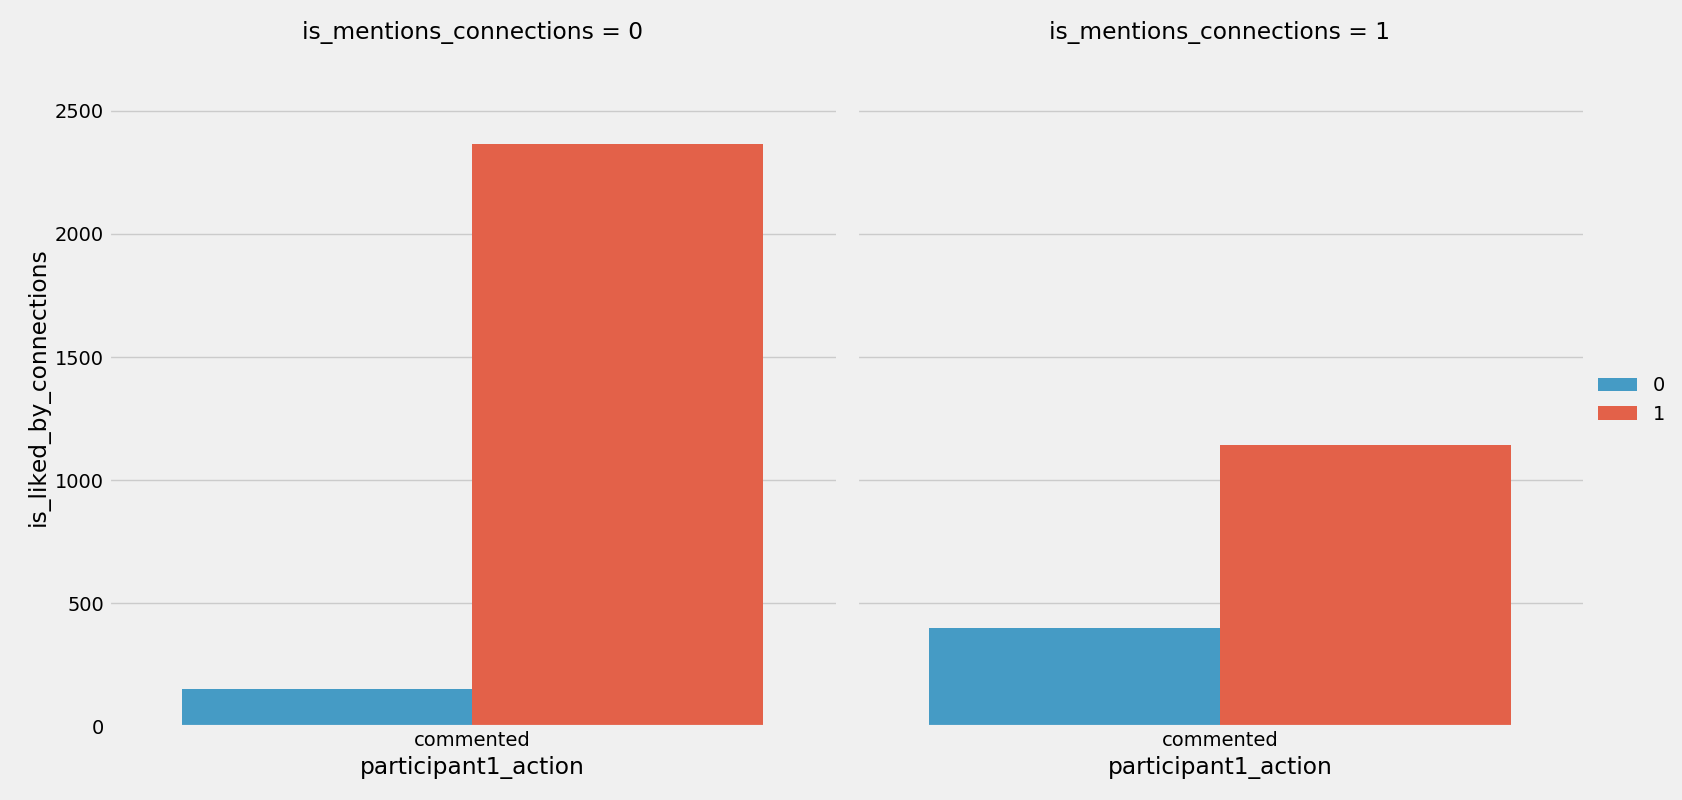 is_mentions_connections = 0
is_mentions_connections = 1
is_liked_by_connections
2500
2000
1500
1000
500
0
commented
commented
participant1_action
participant1_action
0
1